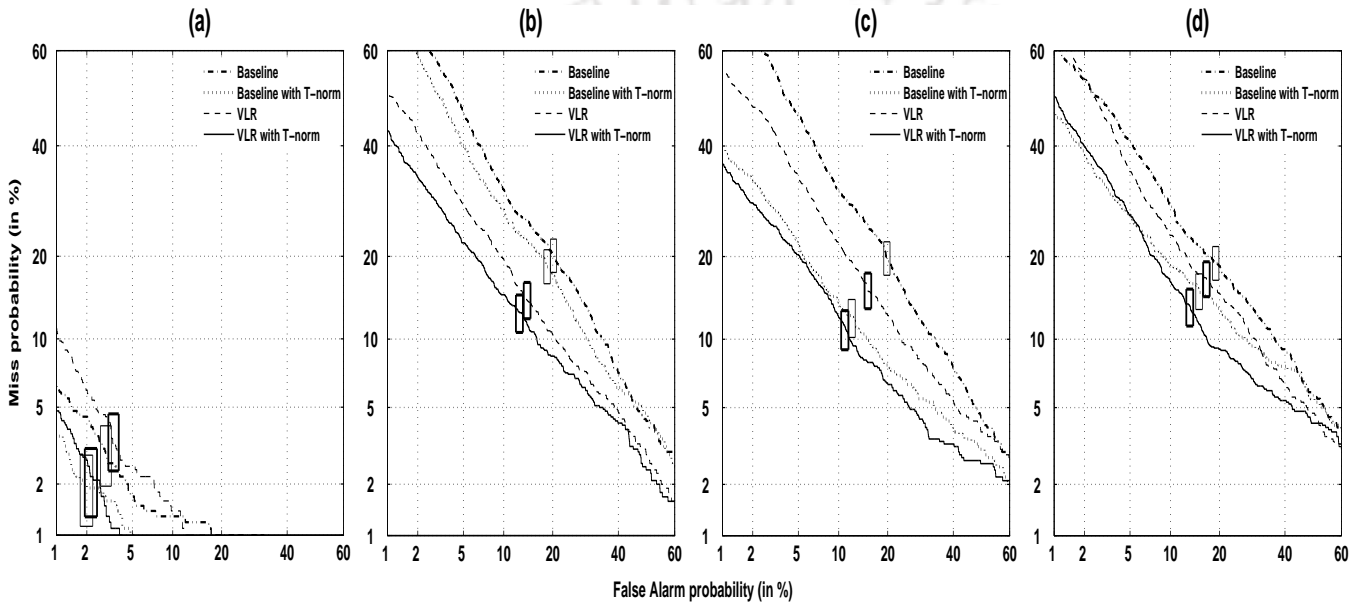 (a)
(b)
(c)
(d)
Miss probability (in %)
60
40
20
10
5
2
1
Baseline
Baseline with T-norm
VLR
VLR with T-norm
1 2 5 10 20 40 60
60
40
20
10
5
2
1
Baseline
Baseline with T-norm
VLR
VLR with T-norm
1 2 5 10 20 40 60
60
40
20
10
5
2
1
Baseline
Baseline with T-norm
VLR
VLR with T-norm
1 2 5 10 20 40 60
60
40
20
10
5
2
1
Baseline
Baseline with T-norm
VLR
VLR with T-norm
1 2 5 10 20 40 60
False Alarm probability (in %)